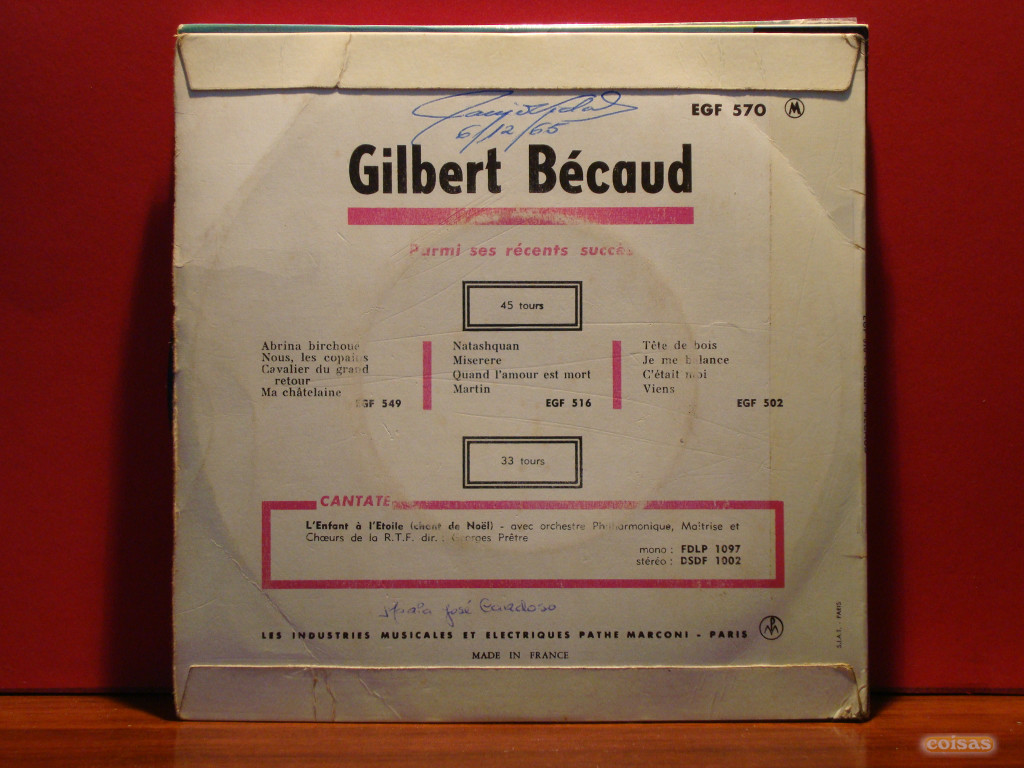 EGF 570 M
6/12/65
Gilbert Bécaud
Parmi ses récents succès
45 tours
Abrina birchoue
Nous, les copains
Cavalier du grand
retour
Ma châtelaine
EGF 549
Natashquan
Miserere
Quand l'amour est mort
Martin
EGF 516
Tête de bois
Je me balance
C'était moi
Viens
EGF 502
33 tours
CANTATE
L'Enfant à l'Etoile (chant de Noël) - avec orchestre Philharmonique, Maîtrise et
Chœurs de la R.T.F. dir. : Georges Prêtre
mono : FDLP 1097
stéréo : DSDF 1002
Maria José Cardoso
LES INDUSTRIES MUSICALES ET ELECTRIQUES PATHE MARCONI - PARIS
MADE IN FRANCE
S.I.A.T. - PARIS
coisas